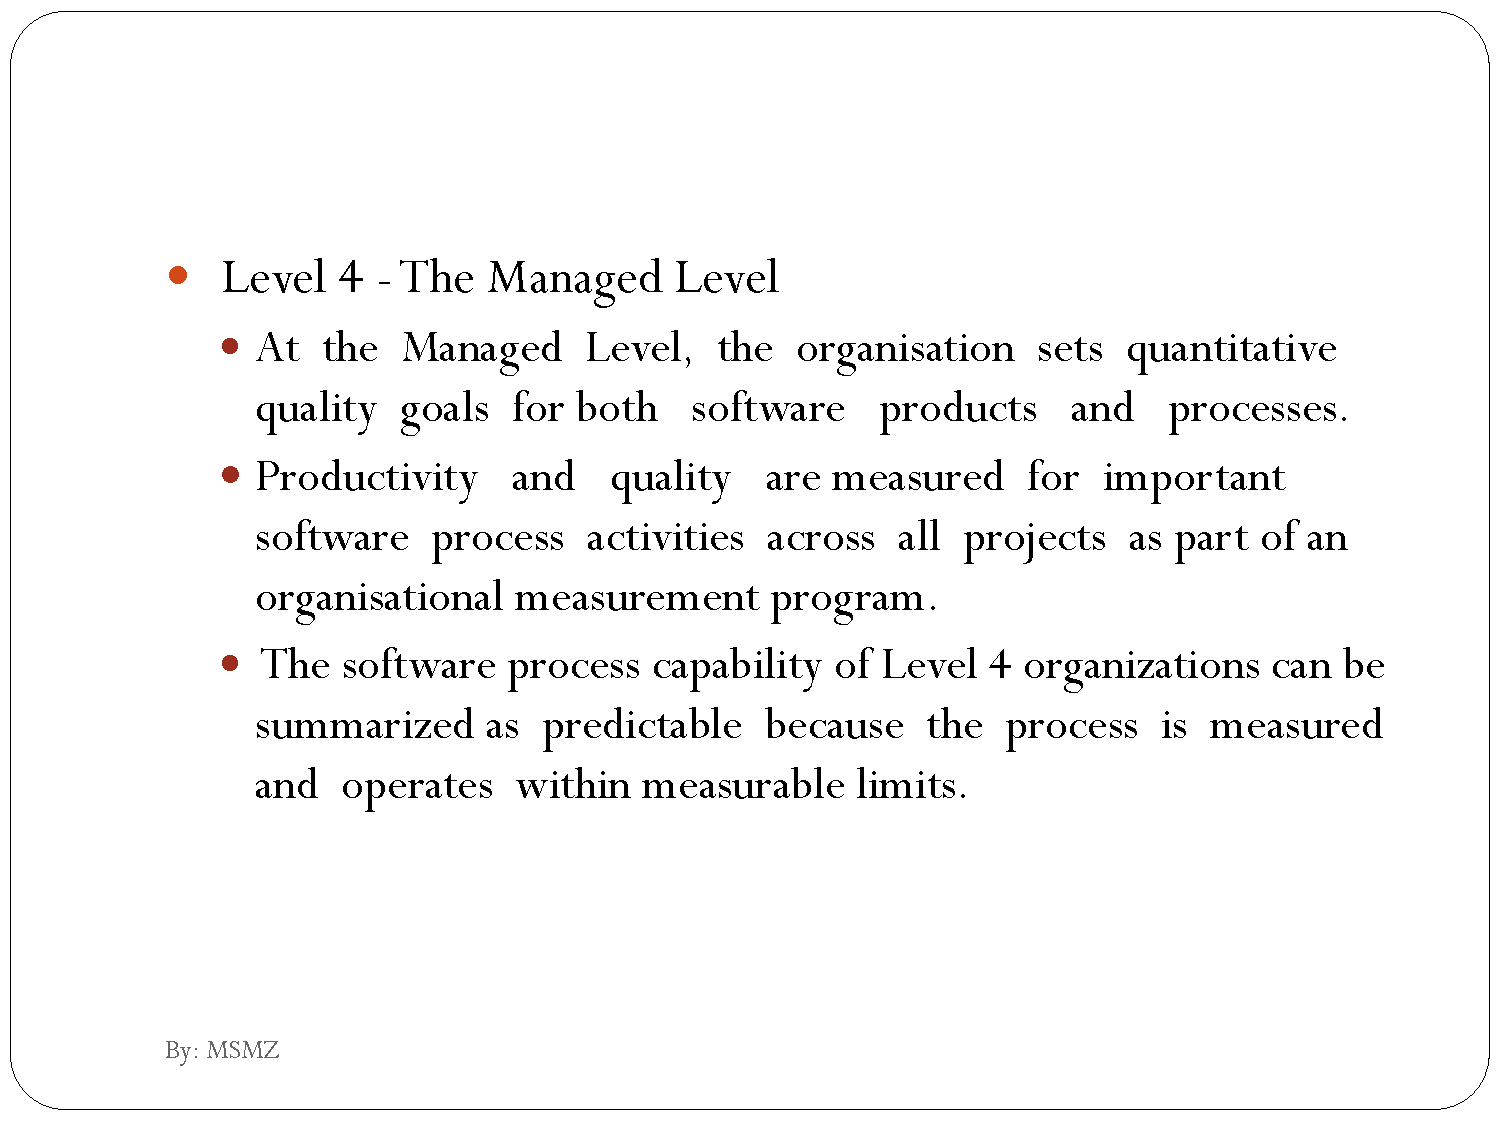 • Level 4 - The Managed Level
• At the Managed Level, the organisation sets quantitative
quality goals for both software products and processes.
• Productivity and quality are measured for important
software process activities across all projects as part of an
organisational measurement program.
• The software process capability of Level 4 organizations can be
summarized as predictable because the process is measured
and operates within measurable limits.
By: MSMZ